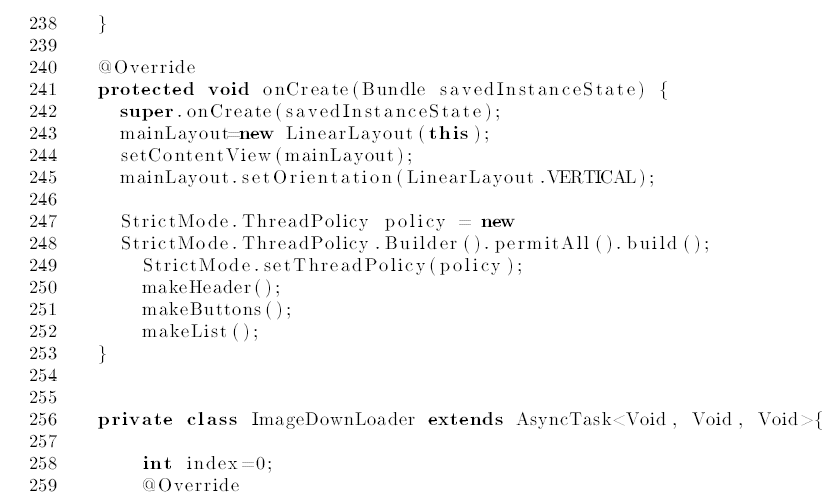 238 }
239
240 @Override
241 protected void onCreate(Bundle savedInstanceState) {
242 super.onCreate(savedInstanceState);
243 mainLayout=new LinearLayout(this);
244 setContentView(mainLayout);
245 mainLayout.setOrientation(LinearLayout.VERTICAL);
246
247 StrictMode.ThreadPolicy policy = new
248 StrictMode.ThreadPolicy.Builder().permitAll().build();
249 StrictMode.setThreadPolicy(policy);
250 makeHeader();
251 makeButtons();
252 makeList();
253 }
254
255
256 private class ImageDownLoader extends AsyncTask<Void, Void, Void>{
257
258 int index=0;
259 @Override